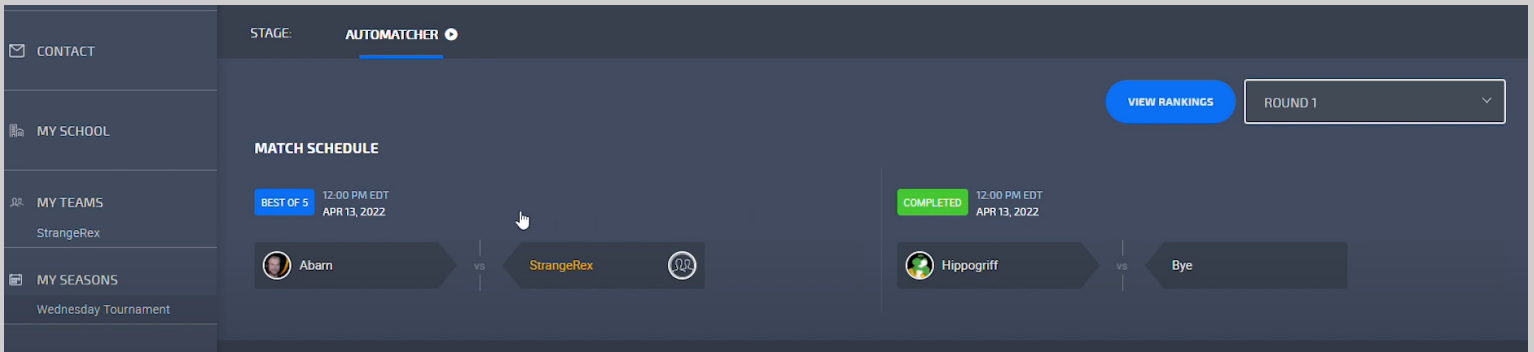 CONTACT
MY SCHOOL
MY TEAMS
StrangeRex
MY SEASONS
Wednesday Tournament
STAGE: AUTOMATCHER
VIEW RANKINGS
ROUND 1
MATCH SCHEDULE
BEST OF 5
12:00 PM EDT
APR 13, 2022
Abarn vs StrangeRex
COMPLETED
12:00 PM EDT
APR 13, 2022
Hippogriff vs Bye